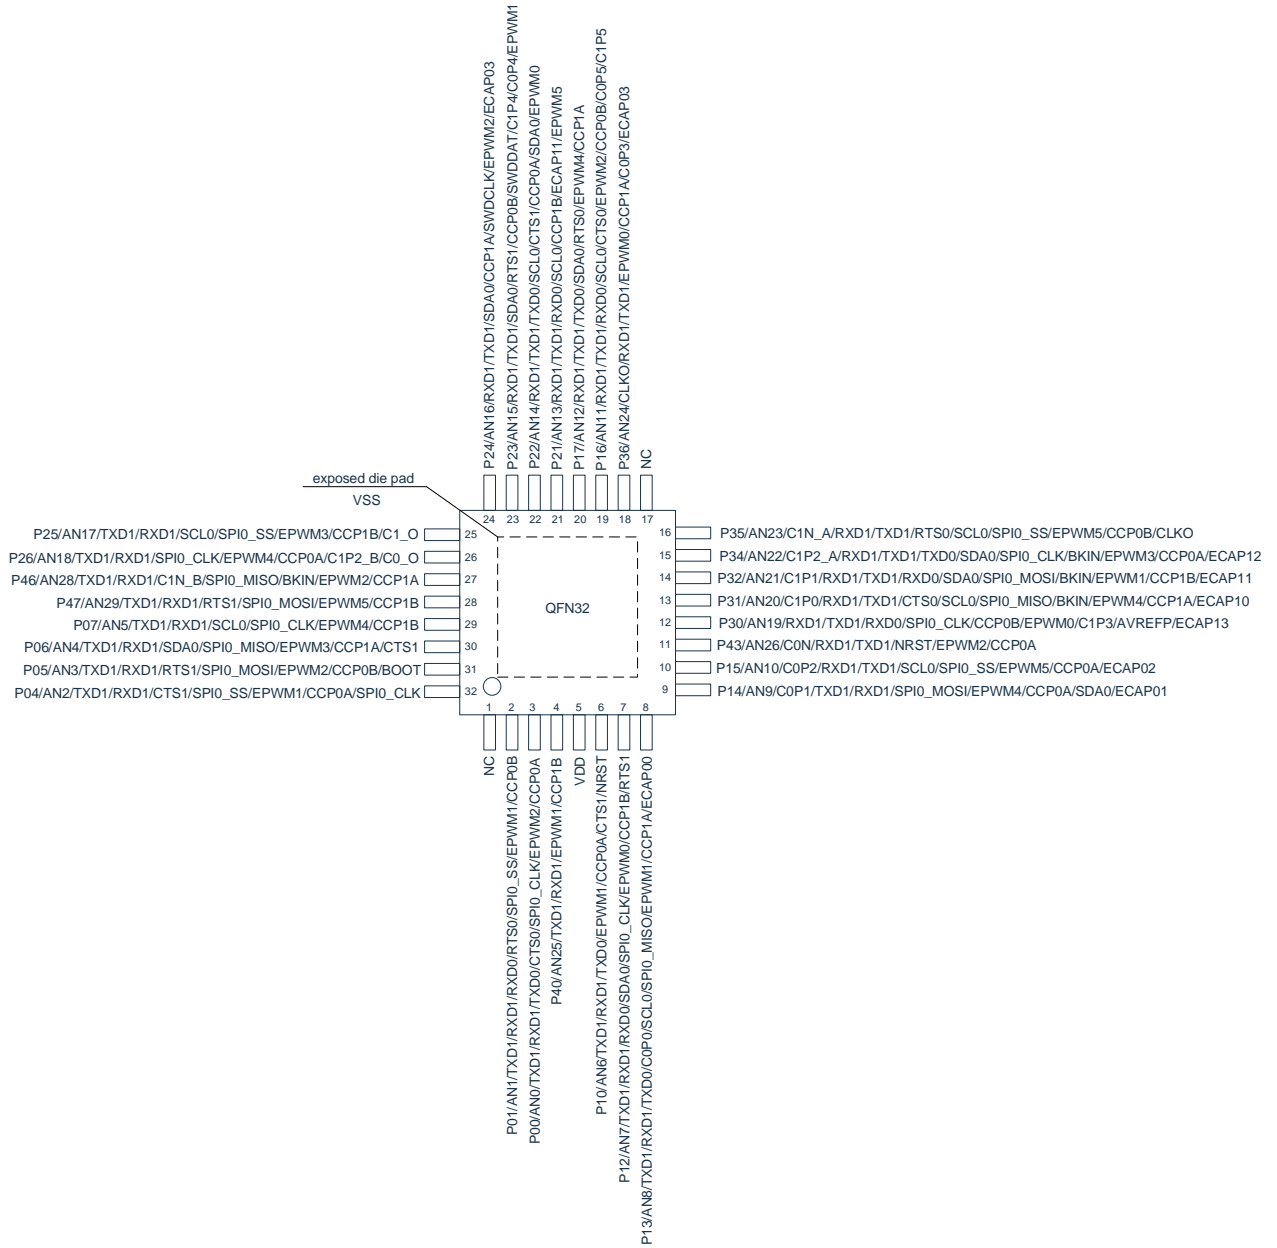 P24/AN16/RXD1/TXD1/SDA0/CCP1A/SWDCLK/EPWM2/ECAP03
P23/AN15/RXD1/TXD1/SDA0/RTS1/CCP0B/SWDDAT/C1P4/C0P4/EPWM1
P22/AN14/RXD1/TXD1/TXD0/SCL0/CTS1/CCP0A/SDA0/EPWM0
P21/AN13/RXD1/TXD1/RXD0/SCL0/CCP1B/ECAP11/EPWM5
P17/AN12/RXD1/TXD1/TXD0/SDA0/RTS0/EPWM4/CCP1A
P16/AN11/RXD1/TXD1/RXD0/SCL0/CTS0/EPWM2/CCP0B/C0P5/C1P5
P36/AN24/CLKO/RXD1/TXD1/EPWM0/CCP1A/C0P3/ECAP03
NC
exposed die pad
VSS
24 23 22 21 20 19 18 17
P25/AN17/TXD1/RXD1/SCL0/SPI0_SS/EPWM3/CCP1B/C1_O 25
P26/AN18/TXD1/RXD1/SPI0_CLK/EPWM4/CCP0A/C1P2_B/C0_O 26
P46/AN28/TXD1/RXD1/C1N_B/SPI0_MISO/BKIN/EPWM2/CCP1A 27
P47/AN29/TXD1/RXD1/RTS1/SPI0_MOSI/EPWM5/CCP1B 28
P07/AN5/TXD1/RXD1/SCL0/SPI0_CLK/EPWM4/CCP1B 29
P06/AN4/TXD1/RXD1/SDA0/SPI0_MISO/EPWM3/CCP1A/CTS1 30
P05/AN3/TXD1/RXD1/RTS1/SPI0_MOSI/EPWM2/CCP0B/BOOT 31
P04/AN2/TXD1/RXD1/CTS1/SPI0_SS/EPWM1/CCP0A/SPI0_CLK 32
QFN32
16 P35/AN23/C1N_A/RXD1/TXD1/RTS0/SCL0/SPI0_SS/EPWM5/CCP0B/CLKO
15 P34/AN22/C1P2_A/RXD1/TXD1/TXD0/SDA0/SPI0_CLK/BKIN/EPWM3/CCP0A/ECAP12
14 P32/AN21/C1P1/RXD1/TXD1/RXD0/SDA0/SPI0_MOSI/BKIN/EPWM1/CCP1B/ECAP11
13 P31/AN20/C1P0/RXD1/TXD1/CTS0/SCL0/SPI0_MISO/BKIN/EPWM4/CCP1A/ECAP10
12 P30/AN19/RXD1/TXD1/RXD0/SPI0_CLK/CCP0B/EPWM0/C1P3/AVREFP/ECAP13
11 P43/AN26/C0N/RXD1/TXD1/NRST/EPWM2/CCP0A
10 P15/AN10/C0P2/RXD1/TXD1/SCL0/SPI0_SS/EPWM5/CCP0A/ECAP02
9 P14/AN9/C0P1/TXD1/RXD1/SPI0_MOSI/EPWM4/CCP0A/SDA0/ECAP01
1 2 3 4 5 6 7 8
NC
P01/AN1/TXD1/RXD1/RXD0/RTS0/SPI0_SS/EPWM1/CCP0B
P00/AN0/TXD1/RXD1/TXD0/CTS0/SPI0_CLK/EPWM2/CCP0A
P40/AN25/TXD1/RXD1/EPWM1/CCP1B
VDD
P10/AN6/TXD1/RXD1/TXD0/EPWM1/CCP0A/CTS1/NRST
P12/AN7/TXD1/RXD1/RXD0/SDA0/SPI0_CLK/EPWM0/CCP1B/RTS1
P13/AN8/TXD1/RXD1/TXD0/C0P0/SCL0/SPI0_MISO/EPWM1/CCP1A/ECAP00